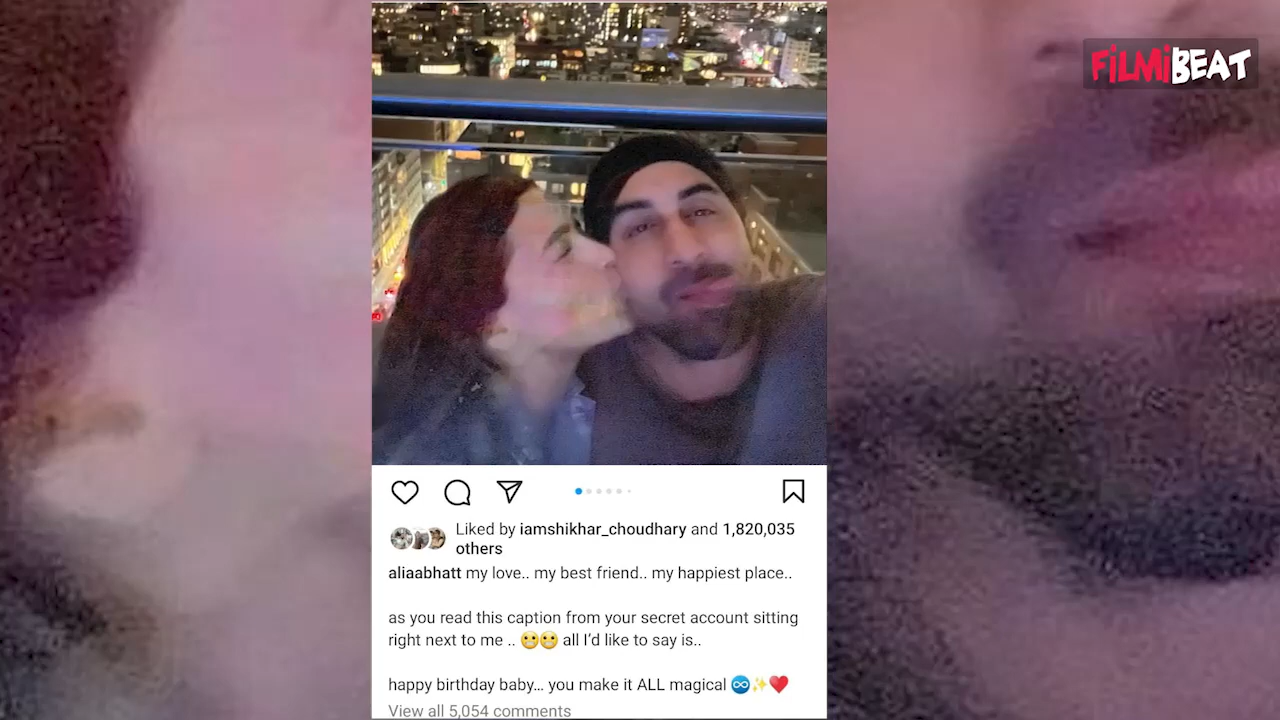 FiLMiBEAT
Liked by iamshikhar_choudhary and 1,820,035
others
aliaabhatt my love.. my best friend.. my happiest place..
as you read this caption from your secret account sitting
right next to me .. 😬😬 all I'd like to say is..
happy birthday baby... you make it ALL magical ♾️✨❤️
View all 5,054 comments